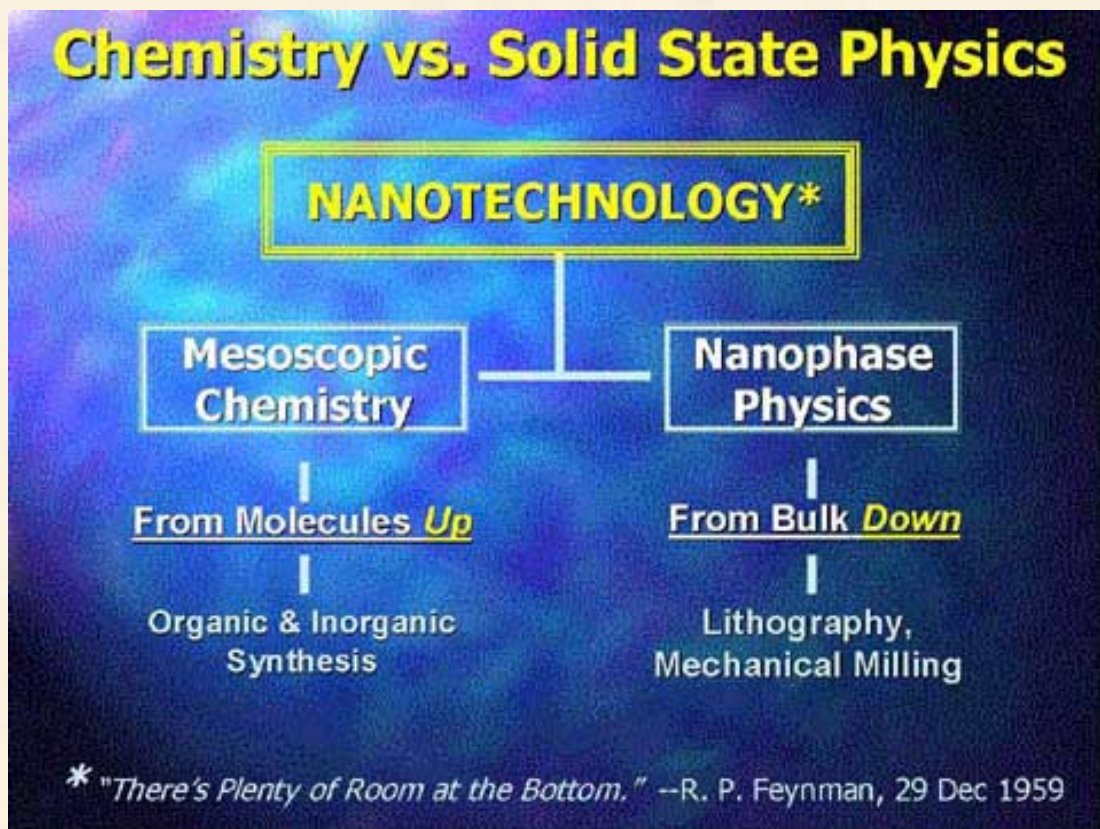 Chemistry vs. Solid State Physics
NANOTECHNOLOGY*
Mesoscopic
Chemistry
From Molecules Up
Organic & Inorganic
Synthesis
Nanophase
Physics
From Bulk Down
Lithography,
Mechanical Milling
* "There's Plenty of Room at the Bottom." --R. P. Feynman, 29 Dec 1959